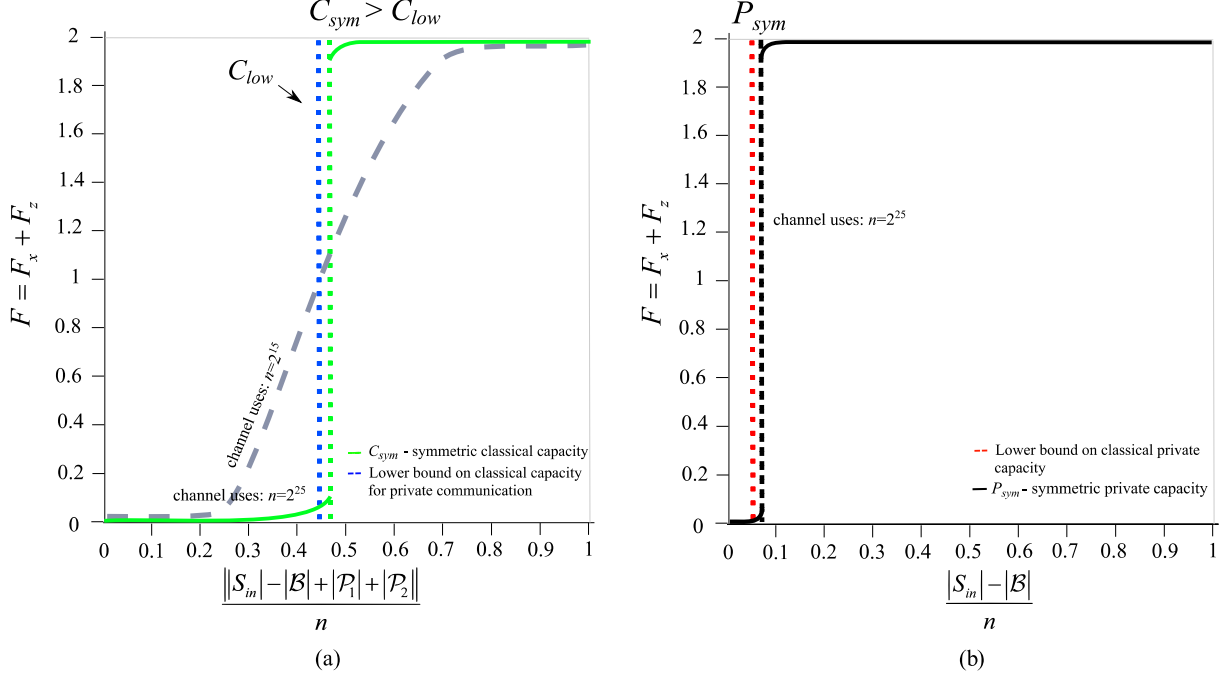 C_sym > C_low
C_low
F = F_x + F_z
2
1.8
1.6
1.4
1.2
1
0.8
0.6
0.4
0.2
0
channel uses: n=2^15
channel uses: n=2^25
C_sym - symmetric classical capacity
Lower bound on classical capacity
for private communication
0 0.1 0.2 0.3 0.4 0.5 0.6 0.7 0.8 0.9 1
‖S_in| − |ℬ| + |𝒫_1| + |𝒫_2‖
n
(a)
P_sym
F = F_x + F_z
2
1.8
1.6
1.4
1.2
1
0.8
0.6
0.4
0.2
0
channel uses: n=2^25
Lower bound on classical private
capacity
P_sym - symmetric private capacity
0 0.1 0.2 0.3 0.4 0.5 0.6 0.7 0.8 0.9 1
|S_in| − |ℬ|
n
(b)